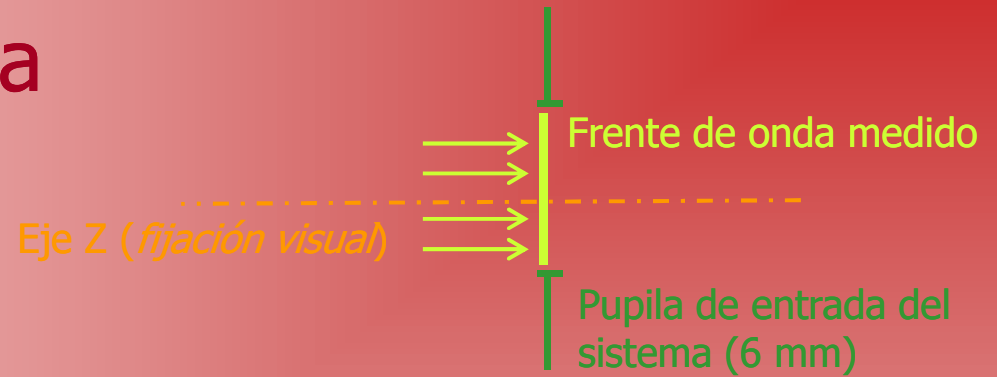 a
Frente de onda medido
Eje Z (fijación visual)
Pupila de entrada del
sistema (6 mm)